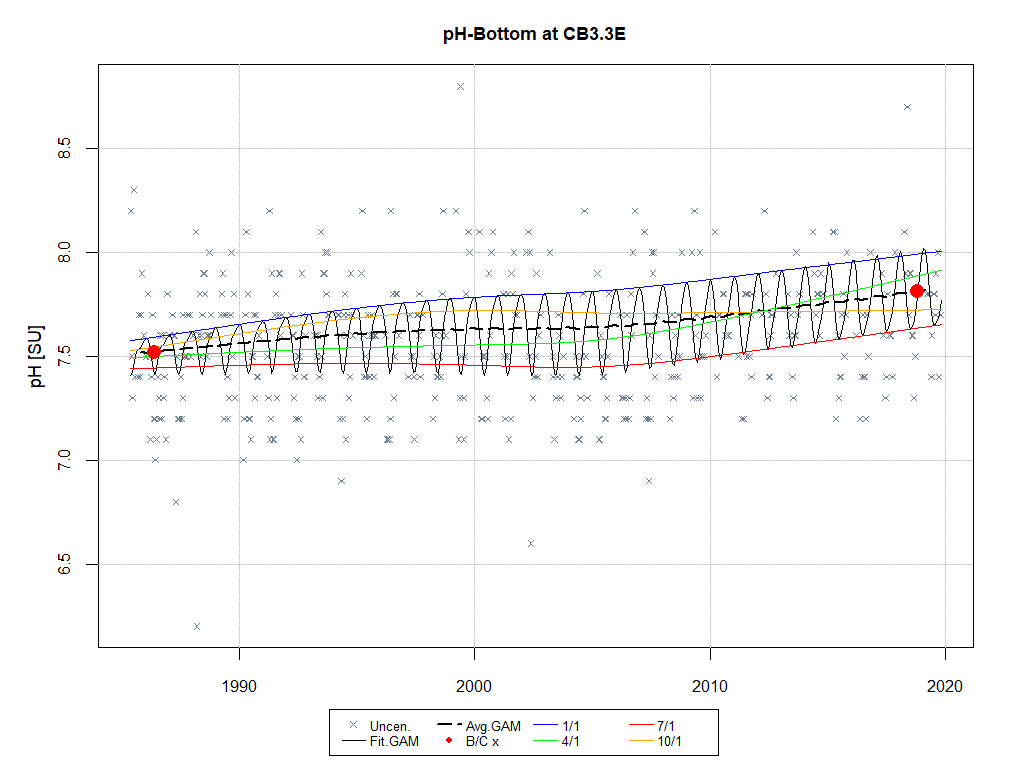 pH-Bottom at CB3.3E
8.5
8.0
7.5
7.0
6.5
pH [SU]
1990 2000 2010 2020
Uncen. Avg.GAM 1/1 7/1
Fit.GAM B/C x 4/1 10/1